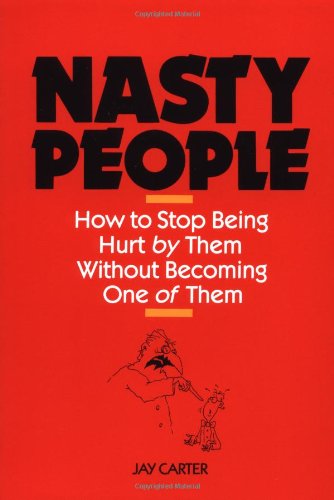 NASTY
PEOPLE
How to Stop Being
Hurt by Them
Without Becoming
One of Them
JAY CARTER